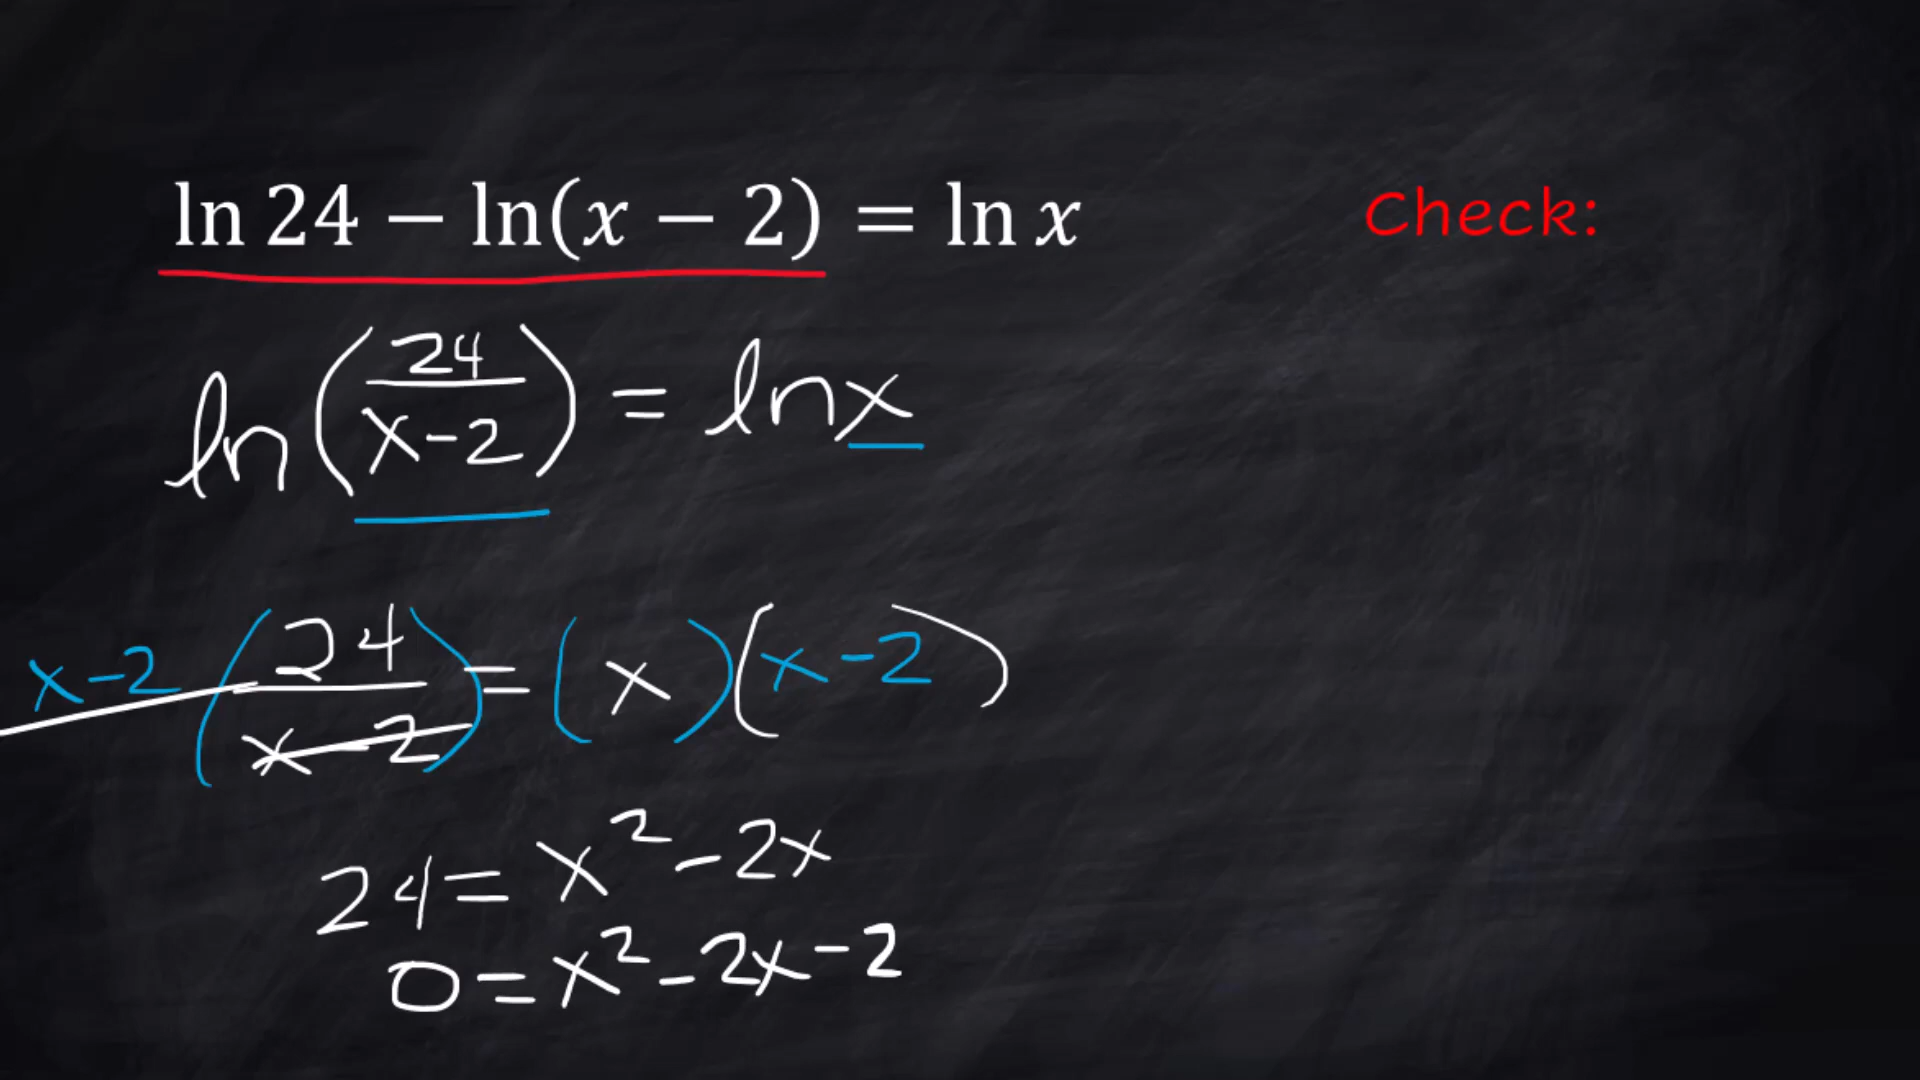 ln 24 − ln(x − 2) = ln x
Check:
ln(24/(x-2)) = lnx
x-2(24/(x-2)) = (x)(x-2)
24 = x² - 2x
0 = x² - 2x - 2